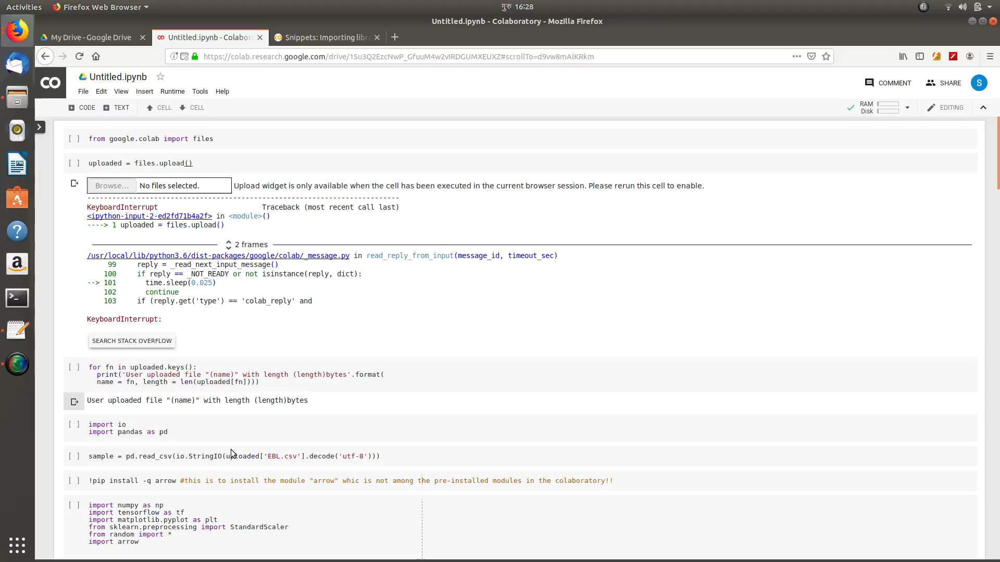 Activities Firefox Web Browser गुरु 16:28
Untitled.ipynb - Colaboratory - Mozilla Firefox
My Drive - Google Drive Untitled.ipynb - Colabor Snippets: Importing libr
https://colab.research.google.com/drive/1Su3Q2EzcNwP_GfuuM4w2vIRDGUMXEUXZ#scrollTo=d9vw8mAlKRkm
CO Untitled.ipynb COMMENT SHARE S
File Edit View Insert Runtime Tools Help
CODE TEXT CELL CELL RAM Disk EDITING
[ ] from google.colab import files
[ ] uploaded = files.upload()
Browse... No files selected. Upload widget is only available when the cell has been executed in the current browser session. Please rerun this cell to enable.
---------------------------------------------------------------------------
KeyboardInterrupt Traceback (most recent call last)
<ipython-input-2-ed2fd71b4a2f> in <module>()
----> 1 uploaded = files.upload()
2 frames
/usr/local/lib/python3.6/dist-packages/google/colab/_message.py in read_reply_from_input(message_id, timeout_sec)
99 reply = _read_next_input_message()
100 if reply == _NOT_READY or not isinstance(reply, dict):
--> 101 time.sleep(0.025)
102 continue
103 if (reply.get('type') == 'colab_reply' and
KeyboardInterrupt:
SEARCH STACK OVERFLOW
[ ] for fn in uploaded.keys():
print('User uploaded file "(name)" with length (length)bytes'.format(
name = fn, length = len(uploaded[fn])))
User uploaded file "(name)" with length (length)bytes
[ ] import io
import pandas as pd
[ ] sample = pd.read_csv(io.StringIO(uploaded['EBL.csv'].decode('utf-8')))
[ ] !pip install -q arrow #this is to install the module "arrow" whic is not among the pre-installed modules in the colaboratory!!
[ ] import numpy as np
import tensorflow as tf
import matplotlib.pyplot as plt
from sklearn.preprocessing import StandardScaler
from random import *
import arrow